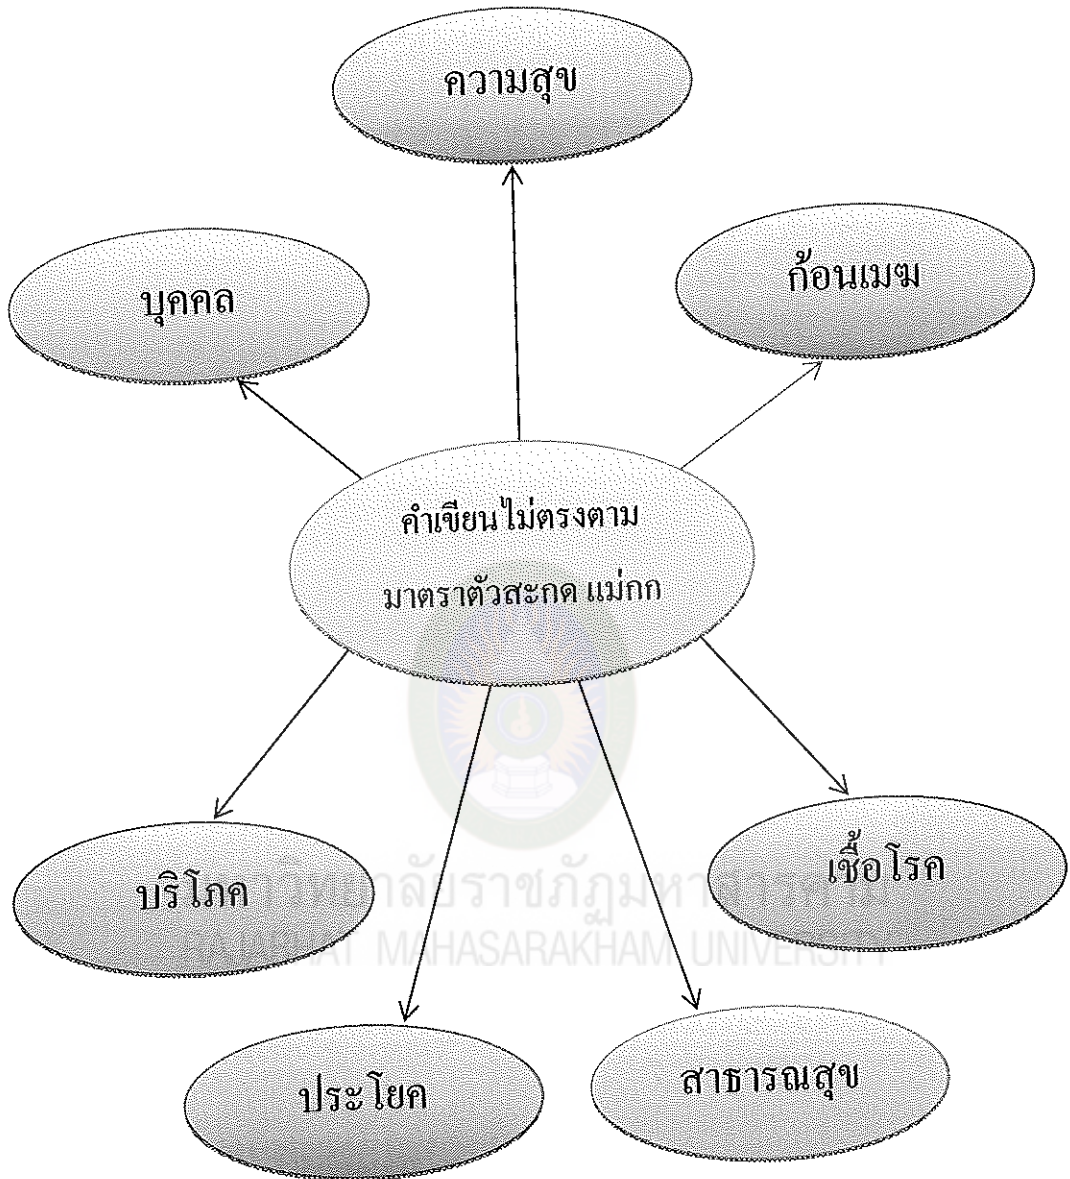 ความสุข
บุคคล
ก้อนเมฆ
คำเขียนไม่ตรงตาม
มาตราตัวสะกด แม่กก
บริโภค
เชื้อโรค
ประโยค
สาธารณสุข
MAHASARAKHAM UNIVERSITY